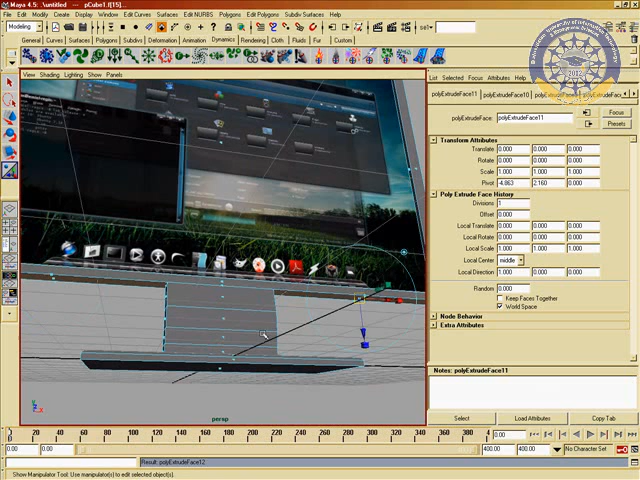 Maya 4.5: .\untitled --- pCube1.f[15]...
File Edit Modify Create Display Window Edit Curves Edit NURBS Polygons Edit Polygons Subdiv Surfaces Help
Modeling
sel
General Curves Surfaces Polygons Subdivs Deformation Animation Dynamics Rendering Cloth Fluids Fur Custom
View Shading Lighting Show Panels
List Selected Focus Attributes Help
polyExtrudeFace11 polyExtrudeFace10
polyExtrudeFace: polyExtrudeFace11
Focus
Presets
Transform Attributes
Translate 0.000 0.000 0.000
Rotate 0.000 0.000 0.000
Scale 1.000 1.000 1.000
Pivot -4.863 2.160 0.000
Poly Extrude Face History
Divisions 1
Offset 0.000
Local Translate 0.000 0.000 0.000
Local Rotate 0.000 0.000 0.000
Local Scale 1.000 1.000 1.000
Local Center middle
Local Direction 1.000 0.000 0.000
Random 0.000
Keep Faces Together
World Space
Node Behavior
Extra Attributes
Notes: polyExtrudeFace11
persp
Select Load Attributes Copy Tab
0 20 40 60 80 100 120 140 160 180 200 220 240 260 280 300 320 340 360 380 4 0.00
0.00 0.00 400.00 400.00 No Character Set
Result: polyExtrudeFace12
Show Manipulator Tool: Use manipulator(s) to edit selected object(s).
2012